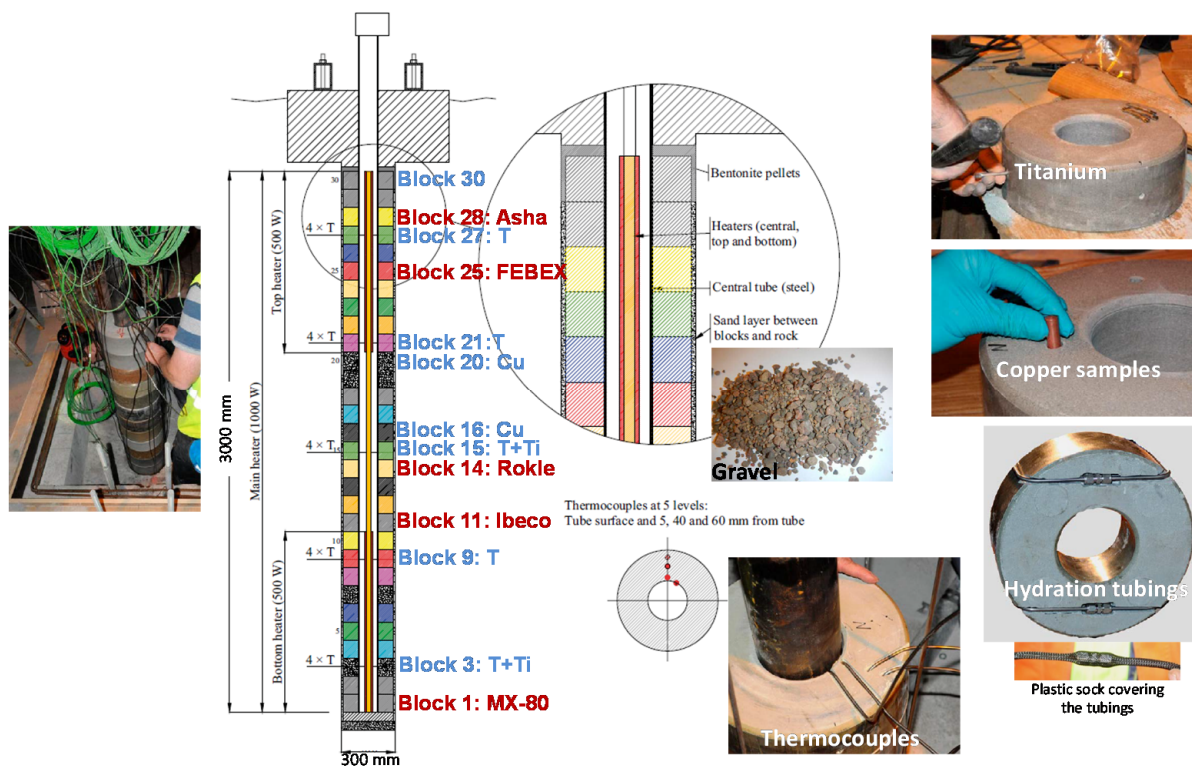 30
Block 30
Block 28: Asha
4 × T
Block 27: T
25
Block 25: FEBEX
Top heater (500 W)
Block 21: T
4 × T
20
Block 20: Cu
3000 mm
Main heater (1000 W)
Block 16: Cu
4 × T
15
Block 15: T+Ti
Block 14: Rokle
Block 11: Ibeco
10
4 × T
Block 9: T
Bottom heater (500 W)
5
4 × T
Block 3: T+Ti
Block 1: MX-80
300 mm
Bentonite pellets
Heaters (central,
top and bottom)
Central tube (steel)
Sand layer between
blocks and rock
Gravel
Thermocouples at 5 levels:
Tube surface and 5, 40 and 60 mm from tube
Thermocouples
Titanium
N
Copper samples
Hydration tubings
Plastic sock covering
the tubings